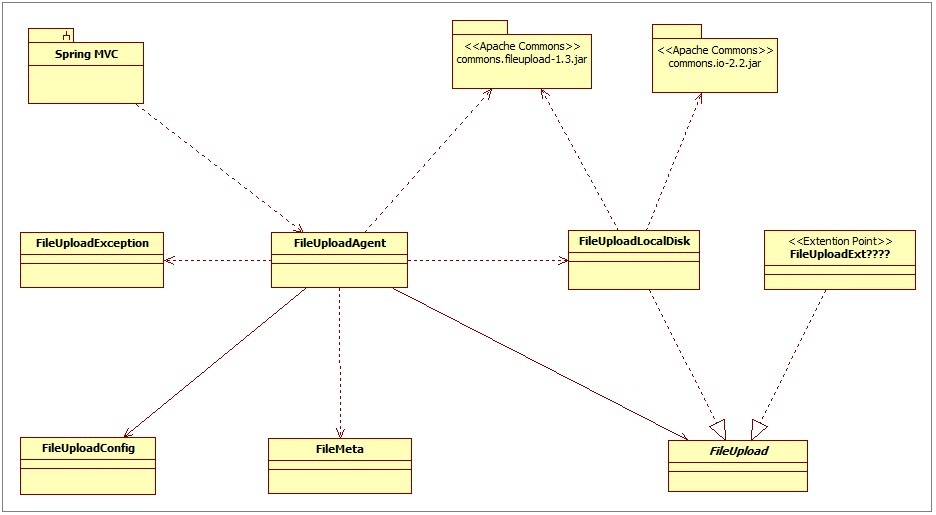 Spring MVC
<<Apache Commons>>
commons.fileupload-1.3.jar
<<Apache Commons>>
commons.io-2.2.jar
FileUploadException
FileUploadAgent
FileUploadLocalDisk
<<Extention Point>>
FileUploadExt????
FileUploadConfig
FileMeta
FileUpload